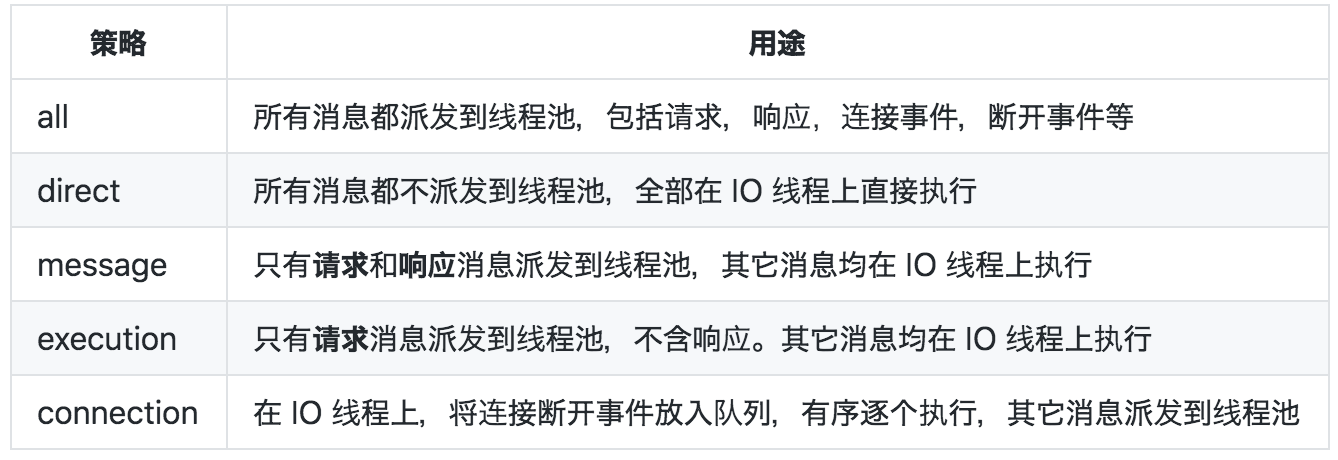 策略 用途
all 所有消息都派发到线程池，包括请求，响应，连接事件，断开事件等
direct 所有消息都不派发到线程池，全部在 IO 线程上直接执行
message 只有请求和响应消息派发到线程池，其它消息均在 IO 线程上执行
execution 只有请求消息派发到线程池，不含响应。其它消息均在 IO 线程上执行
connection 在 IO 线程上，将连接断开事件放入队列，有序逐个执行，其它消息派发到线程池